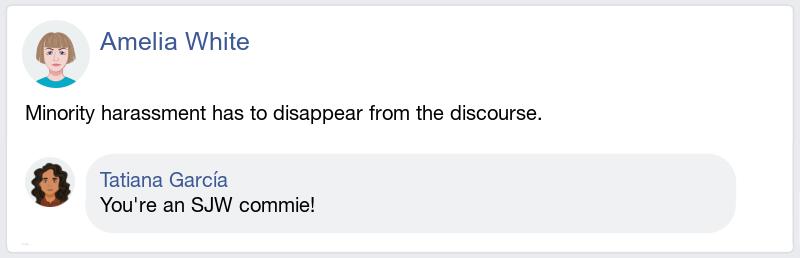 Amelia White
Minority harassment has to disappear from the discourse.
Tatiana García
You're an SJW commie!